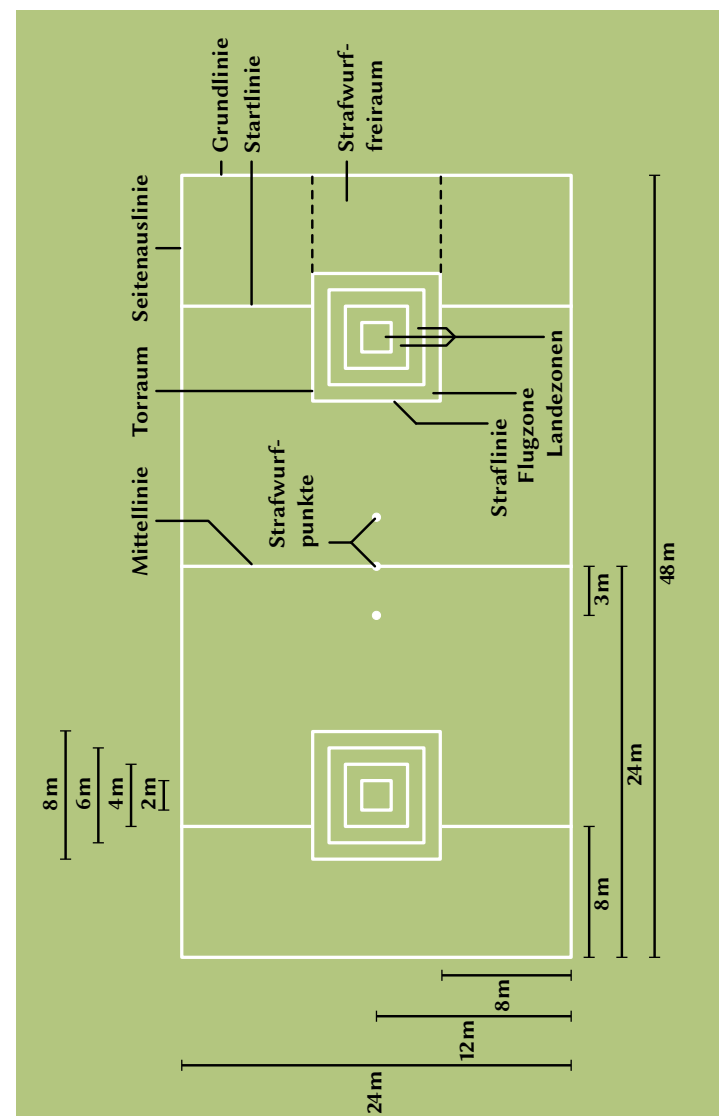 Grundlinie
Startlinie
Strafwurf-
freiraum
Seitenauslinie
Torraum
Mittellinie
Strafwurf-
punkte
Straflinie
Flugzone
Landezonen
8 m
6 m
4 m
2 m
3 m
8 m
24 m
48 m
8 m
12 m
24 m